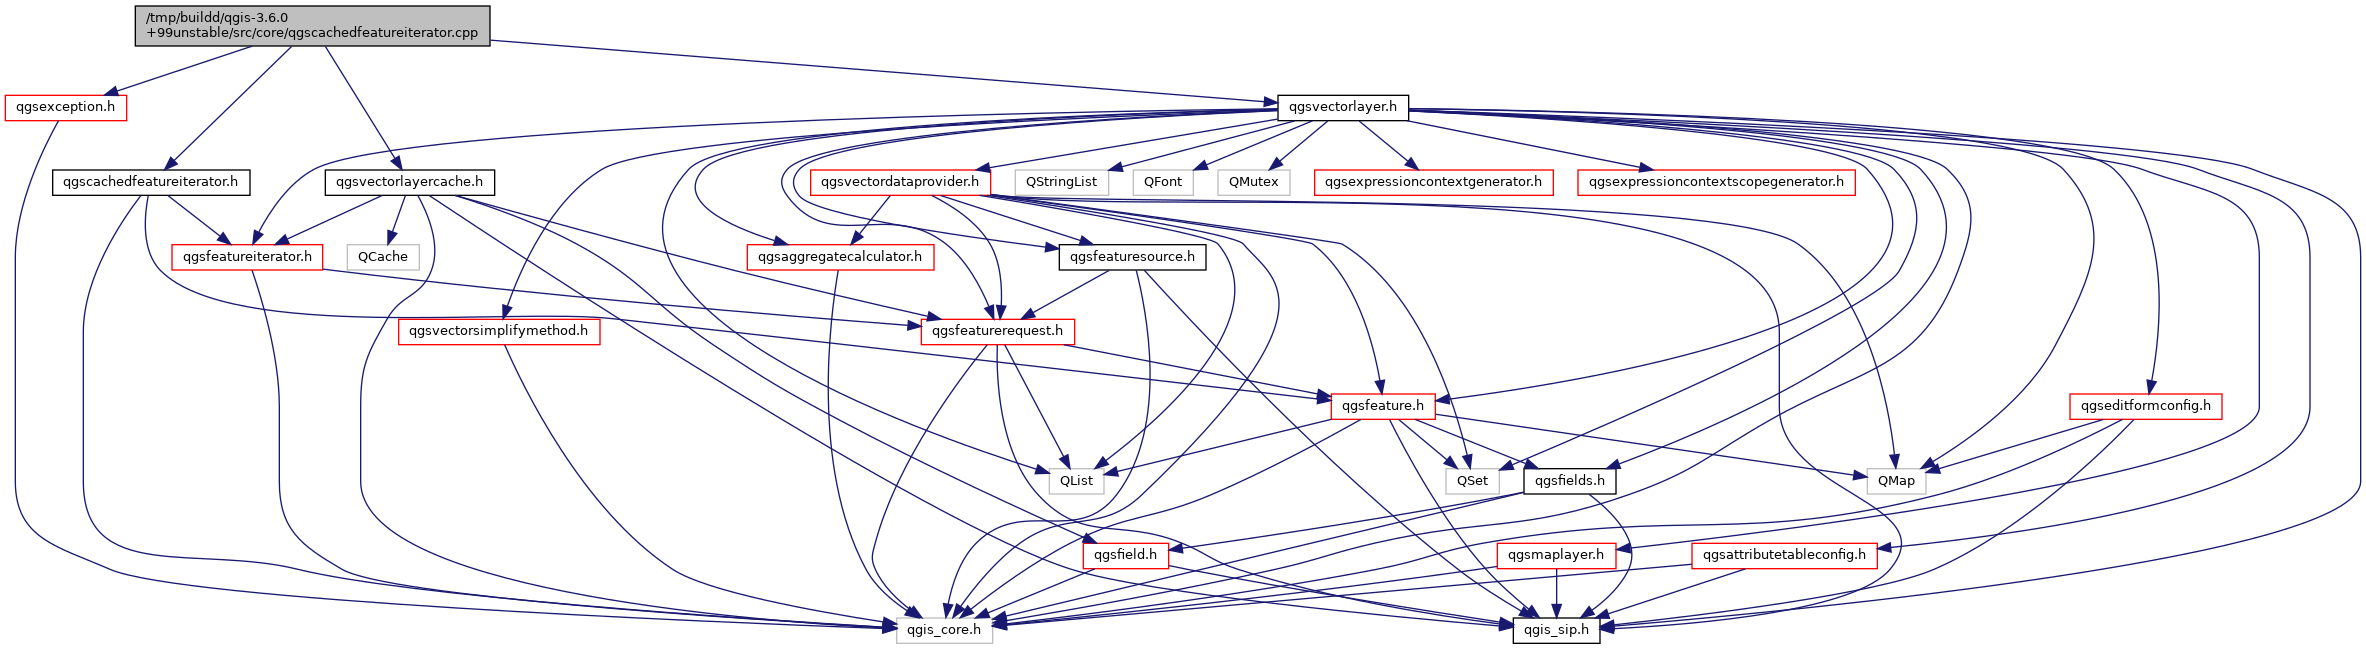 /tmp/buildd/qgis-3.6.0
+99unstable/src/core/qgscachedfeatureiterator.cpp
qgsexception.h
qgsvectorlayer.h
qgscachedfeatureiterator.h
qgsvectorlayercache.h
qgsvectordataprovider.h
QStringList
QFont
QMutex
qgsexpressioncontextgenerator.h
qgsexpressioncontextscopegenerator.h
qgsfeatureiterator.h
QCache
qgsaggregatecalculator.h
qgsfeaturesource.h
qgsvectorsimplifymethod.h
qgsfeaturerequest.h
qgsfeature.h
qgseditformconfig.h
QList
QSet
qgsfields.h
QMap
qgsfield.h
qgsmaplayer.h
qgsattributetableconfig.h
qgis_core.h
qgis_sip.h